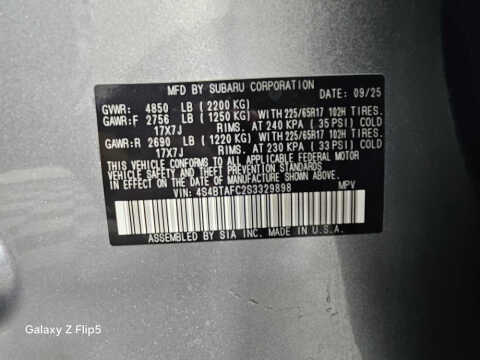 MFD BY SUBARU CORPORATION
DATE: 09/25
GVWR: 4850 LB ( 2200 KG)
GAWR:F 2756 LB ( 1250 KG) WITH 225/65R17 102H TIRES.
17X7J RIMS. AT 240 KPA ( 35 PSI) COLD
GAWR:R 2690 LB ( 1220 KG) WITH 225/65R17 102H TIRES.
17X7J RIMS. AT 230 KPA ( 33 PSI) COLD
THIS VEHICLE CONFORMS TO ALL APPLICABLE FEDERAL MOTOR
VEHICLE SAFETY AND THEFT PREVENTION STANDARDS
IN EFFECT ON THE DATE OF MANUFACTURE SHOWN ABOVE.
VIN: 4S4BTAFC2S3329898 MPV
ASSEMBLED BY SIA INC. MADE IN U.S.A.
Galaxy Z Flip5